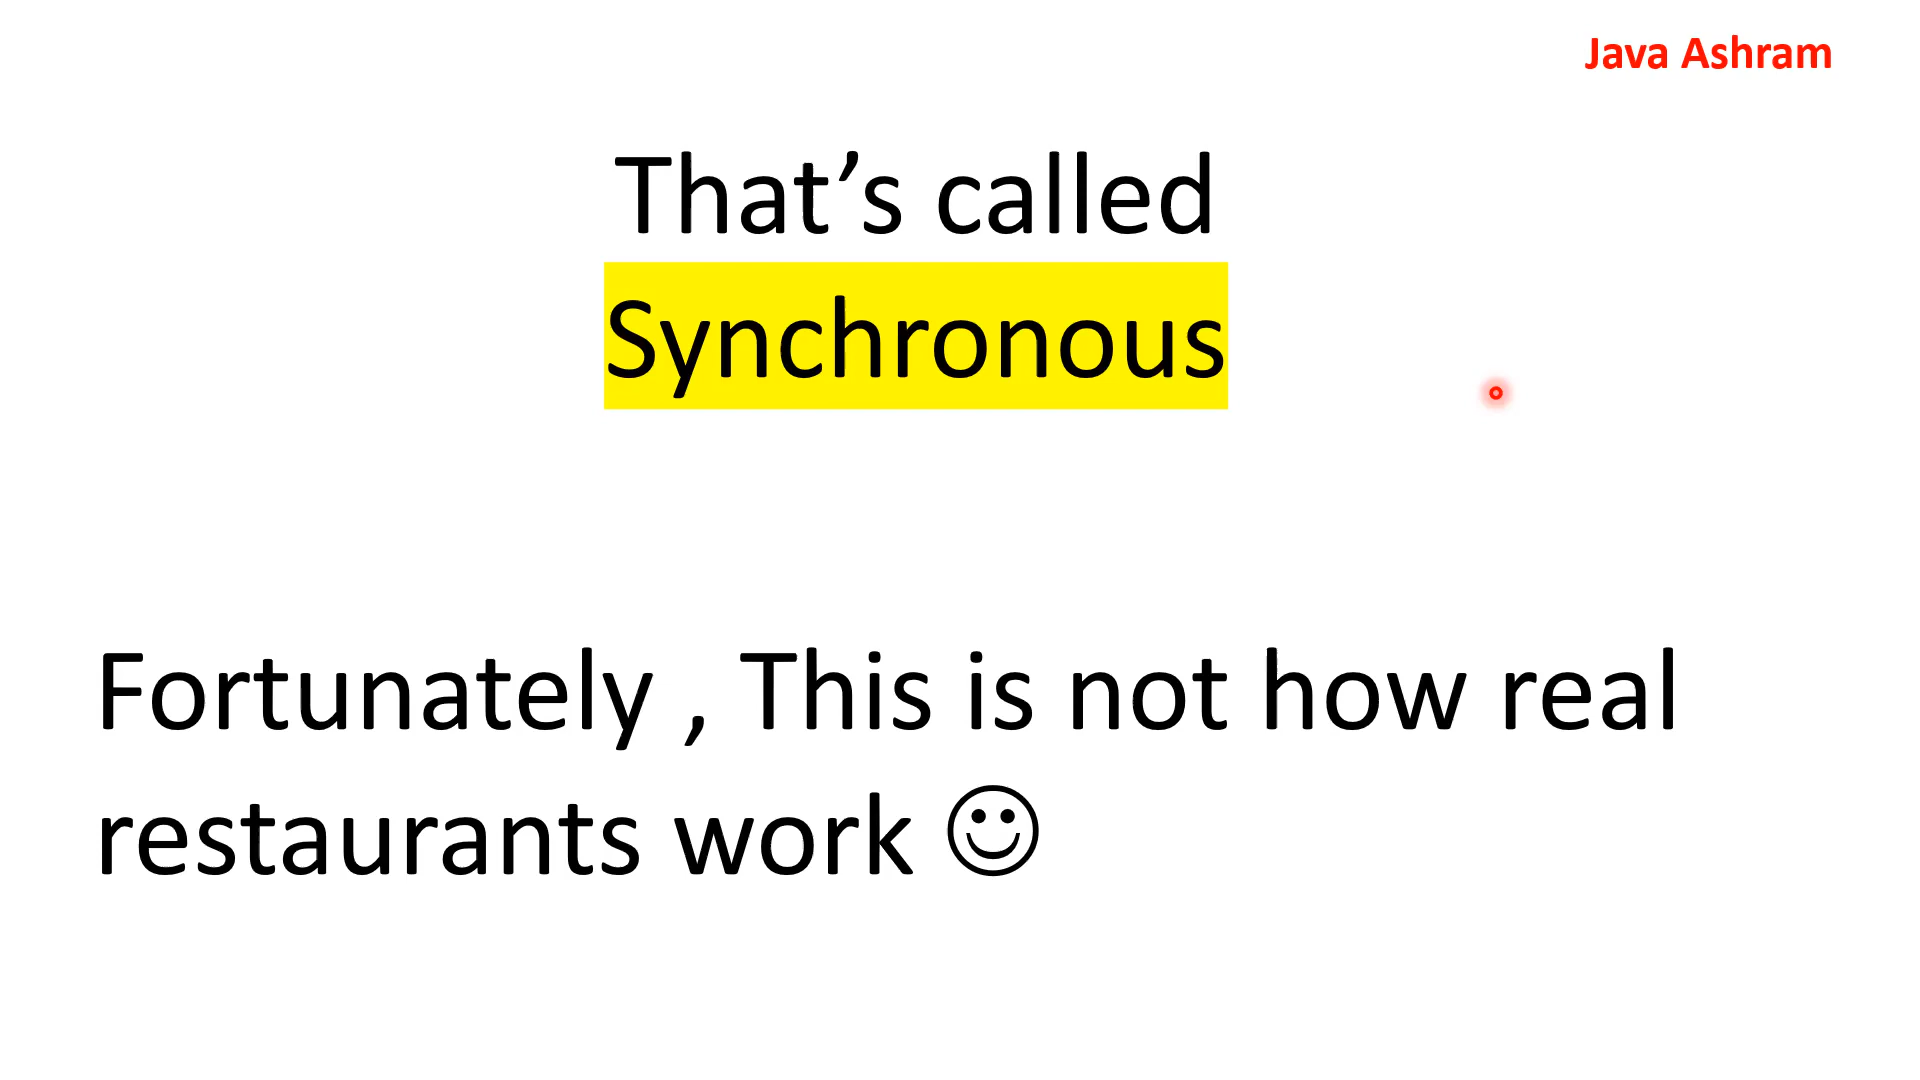 Java Ashram
That’s called
Synchronous
Fortunately , This is not how real
restaurants work ☺